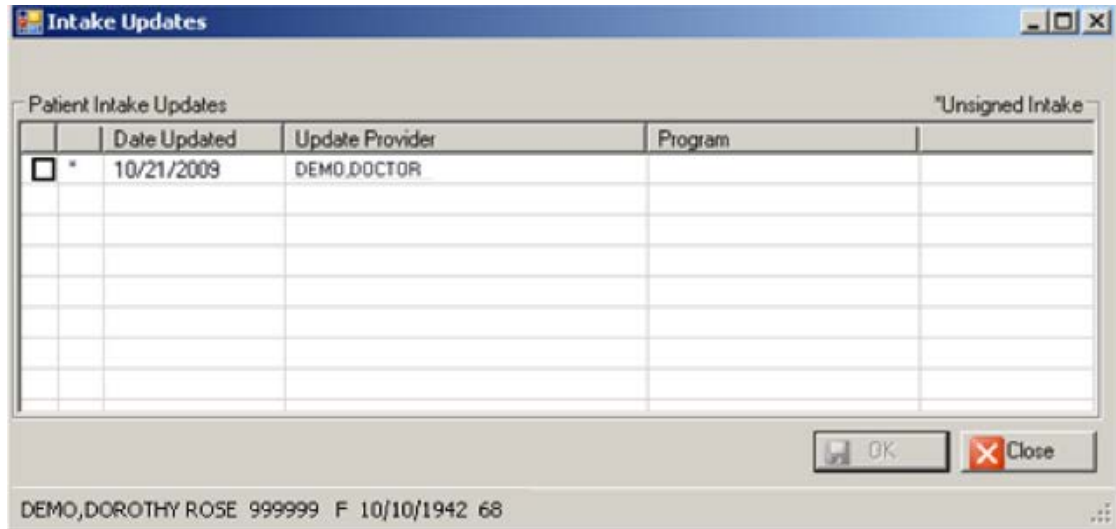 Intake Updates
Patient Intake Updates *Unsigned Intake
Date Updated Update Provider Program
* 10/21/2009 DEMO,DOCTOR
OK Close
DEMO,DOROTHY ROSE 999999 F 10/10/1942 68